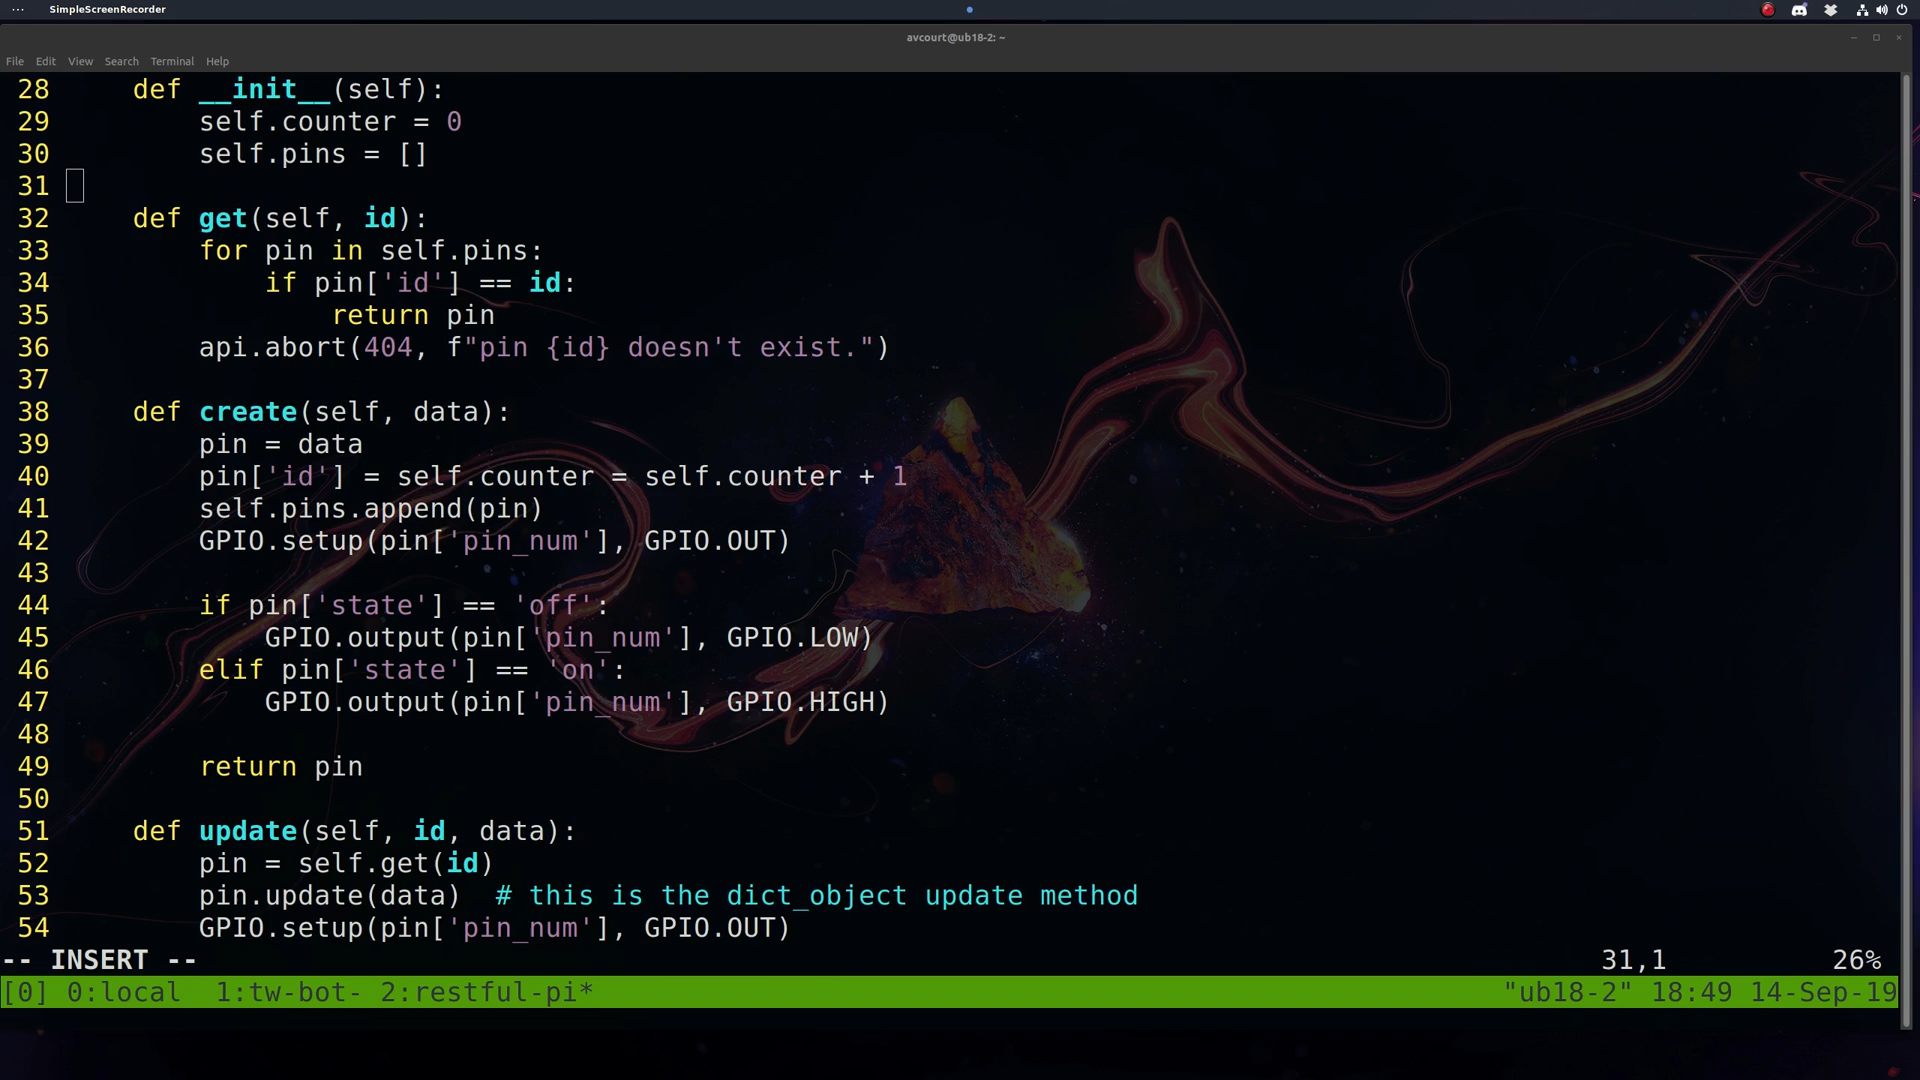 ... SimpleScreenRecorder
avcourt@ub18-2: ~
File Edit View Search Terminal Help
28     def __init__(self):
29         self.counter = 0
30         self.pins = []
31
32     def get(self, id):
33         for pin in self.pins:
34             if pin['id'] == id:
35                 return pin
36         api.abort(404, f"pin {id} doesn't exist.")
37
38     def create(self, data):
39         pin = data
40         pin['id'] = self.counter = self.counter + 1
41         self.pins.append(pin)
42         GPIO.setup(pin['pin_num'], GPIO.OUT)
43
44         if pin['state'] == 'off':
45             GPIO.output(pin['pin_num'], GPIO.LOW)
46         elif pin['state'] == 'on':
47             GPIO.output(pin['pin_num'], GPIO.HIGH)
48
49         return pin
50
51     def update(self, id, data):
52         pin = self.get(id)
53         pin.update(data)  # this is the dict_object update method
54         GPIO.setup(pin['pin_num'], GPIO.OUT)
-- INSERT -- 31,1 26%
[0] 0:local  1:tw-bot- 2:restful-pi* "ub18-2" 18:49 14-Sep-19